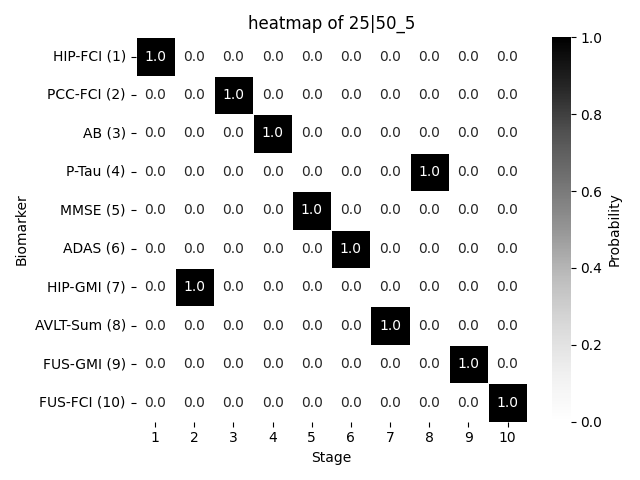 heatmap of 25|50_5
HIP-FCI (1) 1.0 0.0 0.0 0.0 0.0 0.0 0.0 0.0 0.0 0.0
PCC-FCI (2) 0.0 0.0 1.0 0.0 0.0 0.0 0.0 0.0 0.0 0.0
AB (3) 0.0 0.0 0.0 1.0 0.0 0.0 0.0 0.0 0.0 0.0
P-Tau (4) 0.0 0.0 0.0 0.0 0.0 0.0 0.0 1.0 0.0 0.0
MMSE (5) 0.0 0.0 0.0 0.0 1.0 0.0 0.0 0.0 0.0 0.0
ADAS (6) 0.0 0.0 0.0 0.0 0.0 1.0 0.0 0.0 0.0 0.0
HIP-GMI (7) 0.0 1.0 0.0 0.0 0.0 0.0 0.0 0.0 0.0 0.0
AVLT-Sum (8) 0.0 0.0 0.0 0.0 0.0 0.0 1.0 0.0 0.0 0.0
FUS-GMI (9) 0.0 0.0 0.0 0.0 0.0 0.0 0.0 0.0 1.0 0.0
FUS-FCI (10) 0.0 0.0 0.0 0.0 0.0 0.0 0.0 0.0 0.0 1.0
1 2 3 4 5 6 7 8 9 10
Stage
Biomarker
1.0
0.8
0.6
0.4
0.2
0.0
Probability